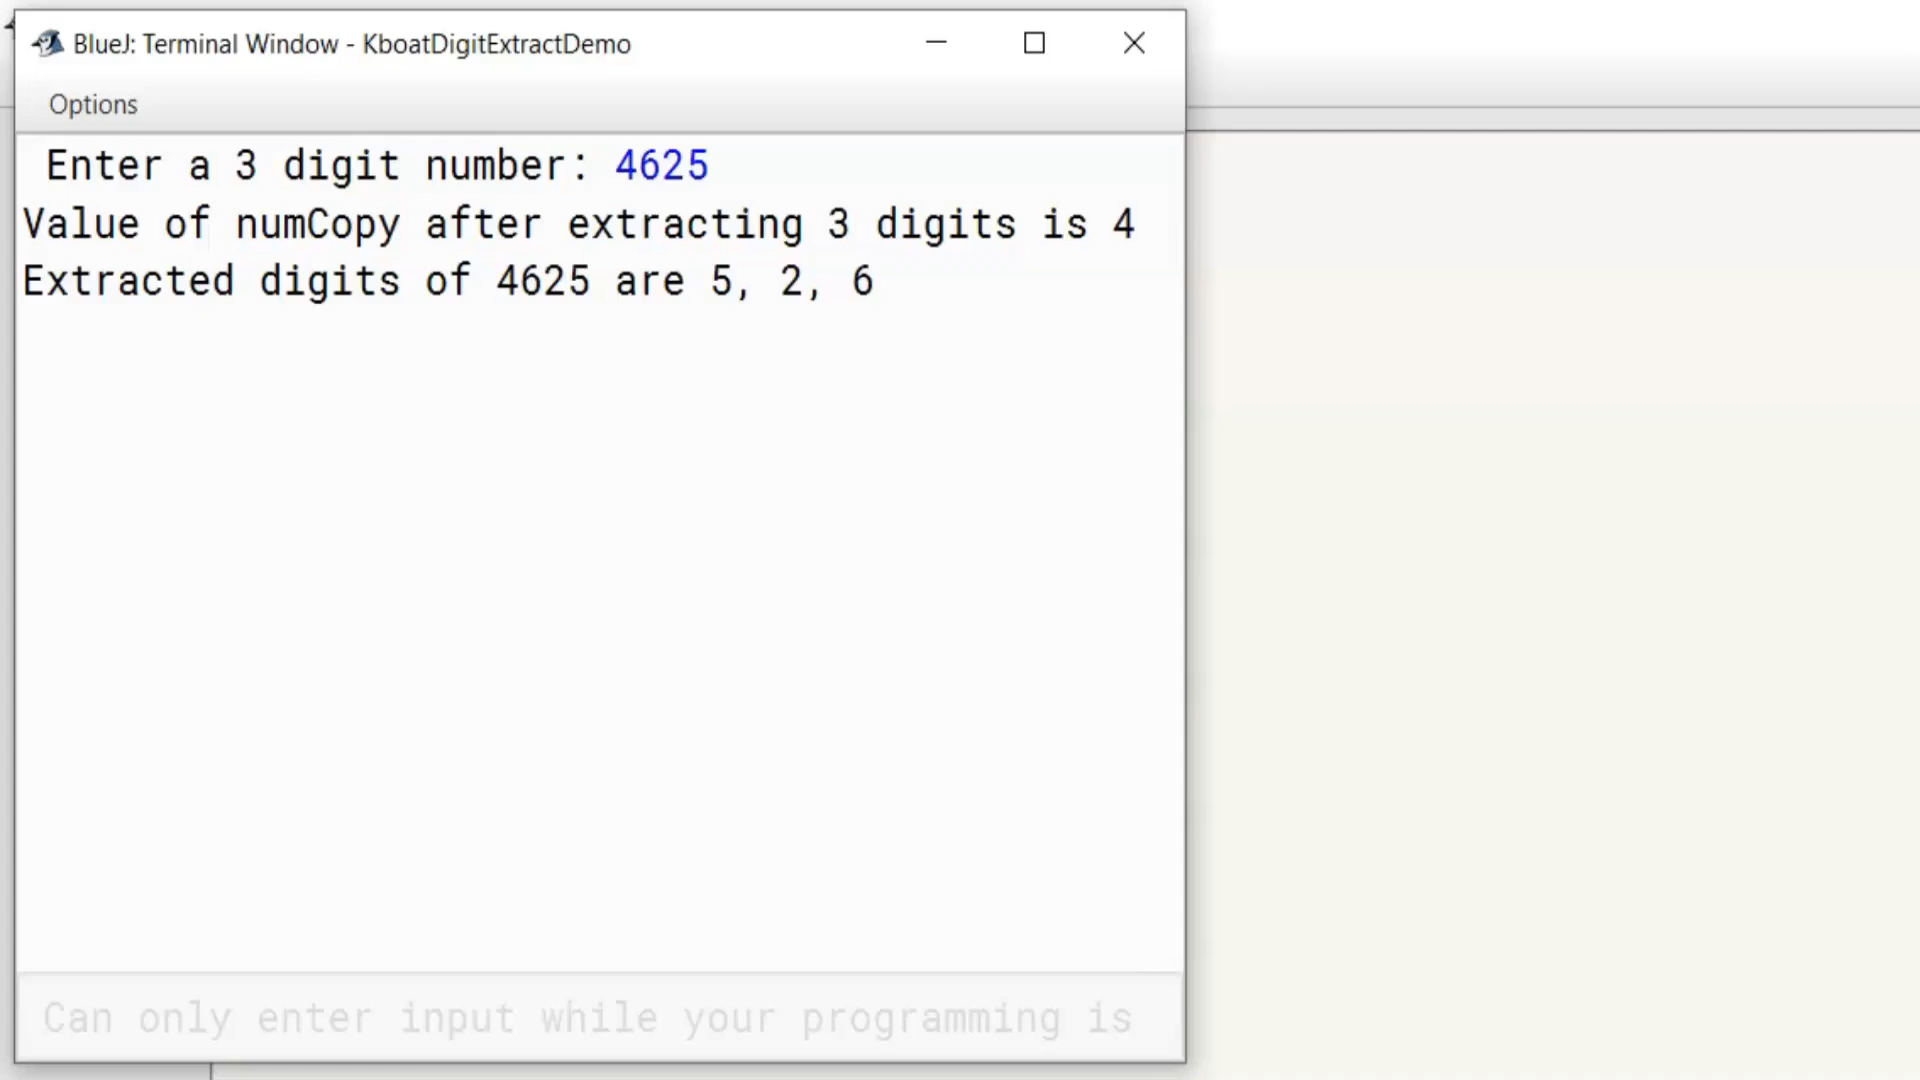 BlueJ: Terminal Window - KboatDigitExtractDemo
Options
Enter a 3 digit number: 4625
Value of numCopy after extracting 3 digits is 4
Extracted digits of 4625 are 5, 2, 6
Can only enter input while your programming is